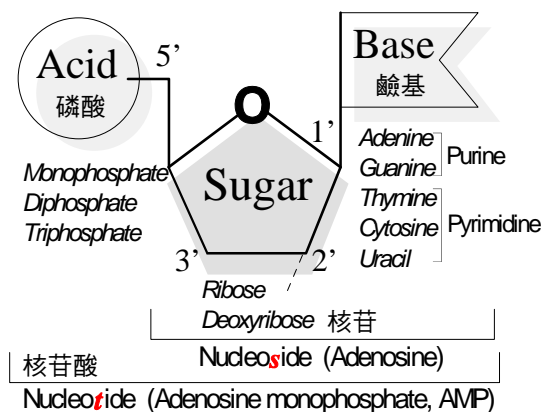 Acid
磷酸
5’
O
Base
鹼基
1’
Sugar
3’
2’
Monophosphate
Diphosphate
Triphosphate
Adenine
Guanine
Purine
Thymine
Cytosine
Uracil
Pyrimidine
Ribose
Deoxyribose 核苷
Nucleoside (Adenosine)
核苷酸
Nucleotide (Adenosine monophosphate, AMP)